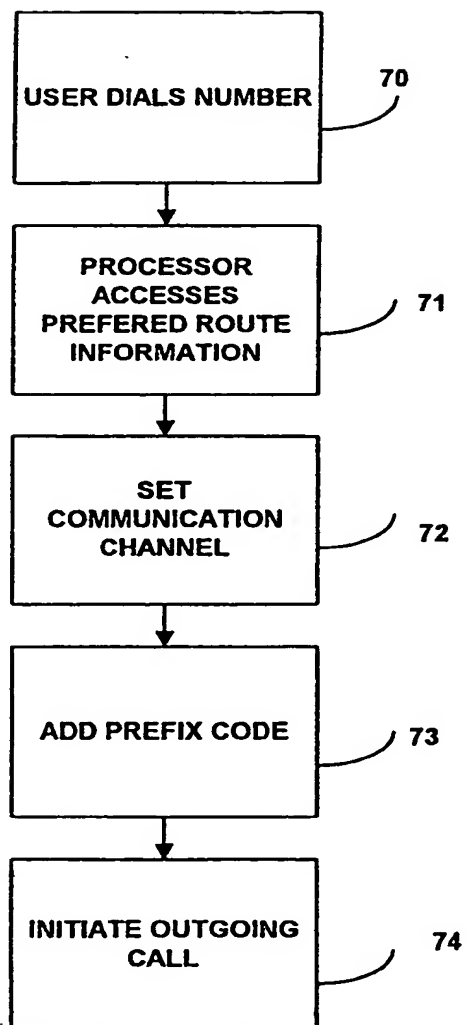 USER DIALS NUMBER
70
PROCESSOR
ACCESSES
PREFERED ROUTE
INFORMATION
71
SET
COMMUNICATION
CHANNEL
72
ADD PREFIX CODE
73
INITIATE OUTGOING
CALL
74